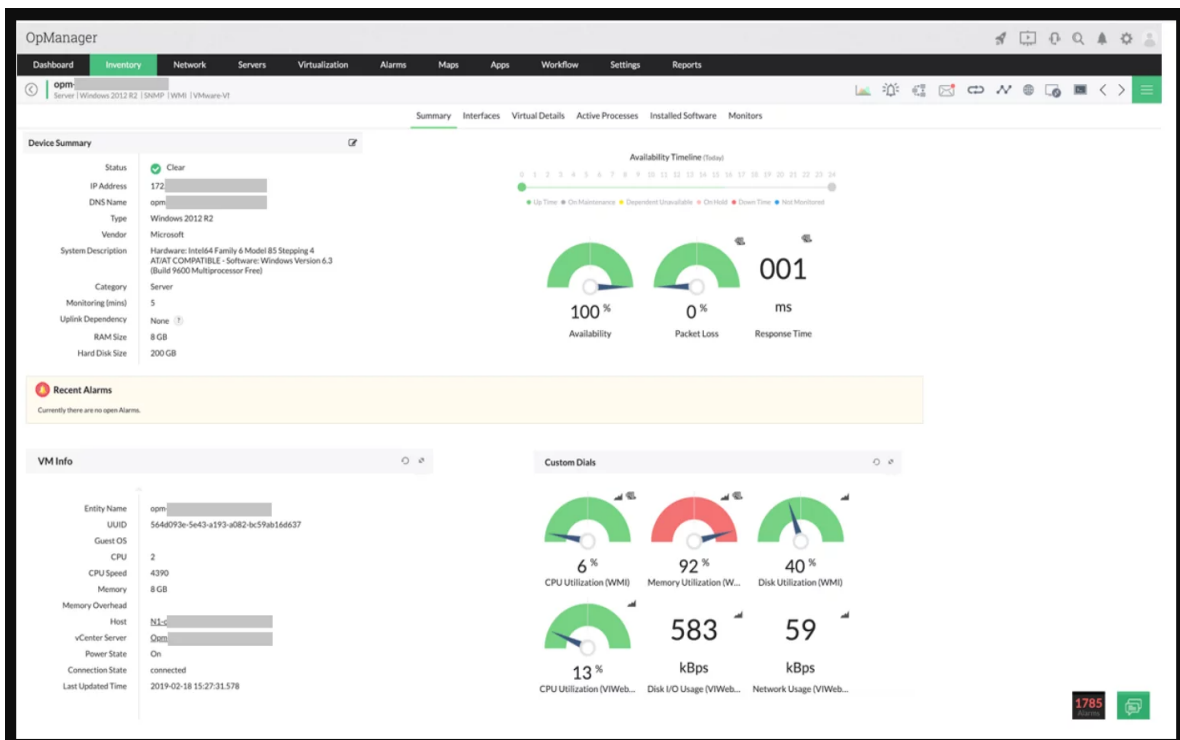 OpManager
Dashboard Inventory Network Servers Virtualization Alarms Maps Apps Workflow Settings Reports
opm-
Server | Windows 2012 R2 | SNMP | WMI | VMware-VM
Summary Interfaces Virtual Details Active Processes Installed Software Monitors
Device Summary
Status Clear
IP Address 172
DNS Name opm
Type Windows 2012 R2
Vendor Microsoft
System Description Hardware: Intel64 Family 6 Model 85 Stepping 4
AT/AT COMPATIBLE - Software: Windows Version 6.3
(Build 9600 Multiprocessor Free)
Category Server
Monitoring (mins) 5
Uplink Dependency None ?
RAM Size 8 GB
Hard Disk Size 200 GB
Availability Timeline (Today)
0 1 2 3 4 5 6 7 8 9 10 11 12 13 14 15 16 17 18 19 20 21 22 23 24
Up Time On Maintenance Dependent Unavailable On Hold Down Time Not Monitored
100 % 0 % 001 ms
Availability Packet Loss Response Time
Recent Alarms
Currently there are no open Alarms.
VM Info
Entity Name opm-
UUID 564d093e-5e43-a193-a082-bc59ab16d637
Guest OS
CPU 2
CPU Speed 4390
Memory 8 GB
Memory Overhead
Host N1-c
vCenter Server Opm
Power State On
Connection State connected
Last Updated Time 2019-02-18 15:27:31.578
Custom Dials
6 % 92 % 40 %
CPU Utilization (WMI) Memory Utilization (W... Disk Utilization (WMI)
13 % 583 kBps 59 kBps
CPU Utilization (VIWeb... Disk I/O Usage (VIWeb... Network Usage (VIWeb...
1785
Alarms